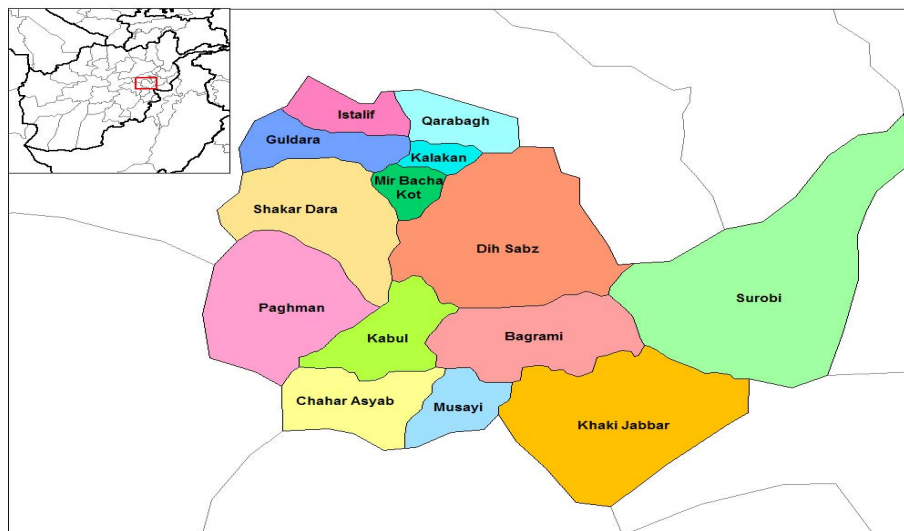 Istalif
Qarabagh
Guldara
Kalakan
Mir Bacha
Kot
Shakar Dara
Dih Sabz
Surobi
Paghman
Kabul
Bagrami
Chahar Asyab
Musayi
Khaki Jabbar